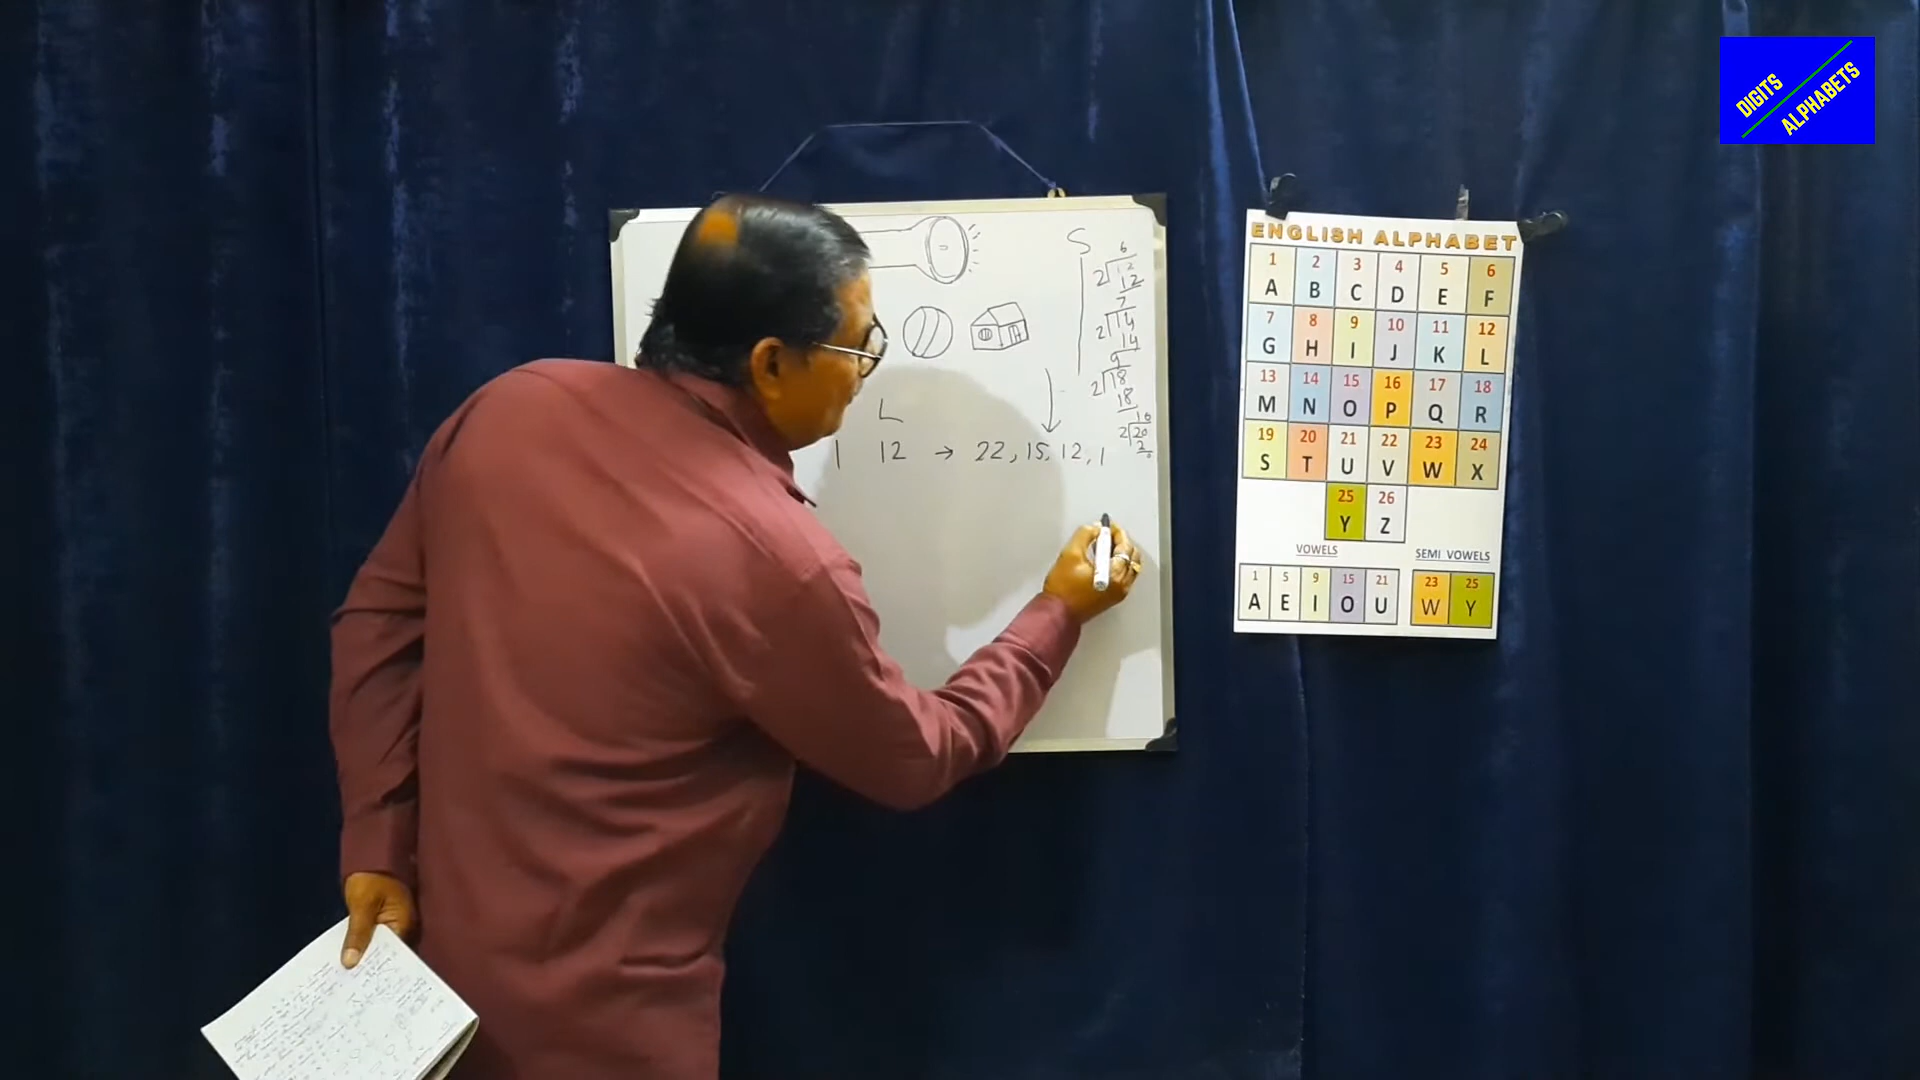 DIGITS
ALPHABETS
S
6
2 12
12
7
2 14
14
9
2 18
18
10
2 20
2
L
1 12 → 22, 15, 12, 1
ENGLISH ALPHABET
1 2 3 4 5 6
A B C D E F
7 8 9 10 11 12
G H I J K L
13 14 15 16 17 18
M N O P Q R
19 20 21 22 23 24
S T U V W X
25 26
Y Z
VOWELS SEMI VOWELS
1 5 9 15 21 23 25
A E I O U W Y